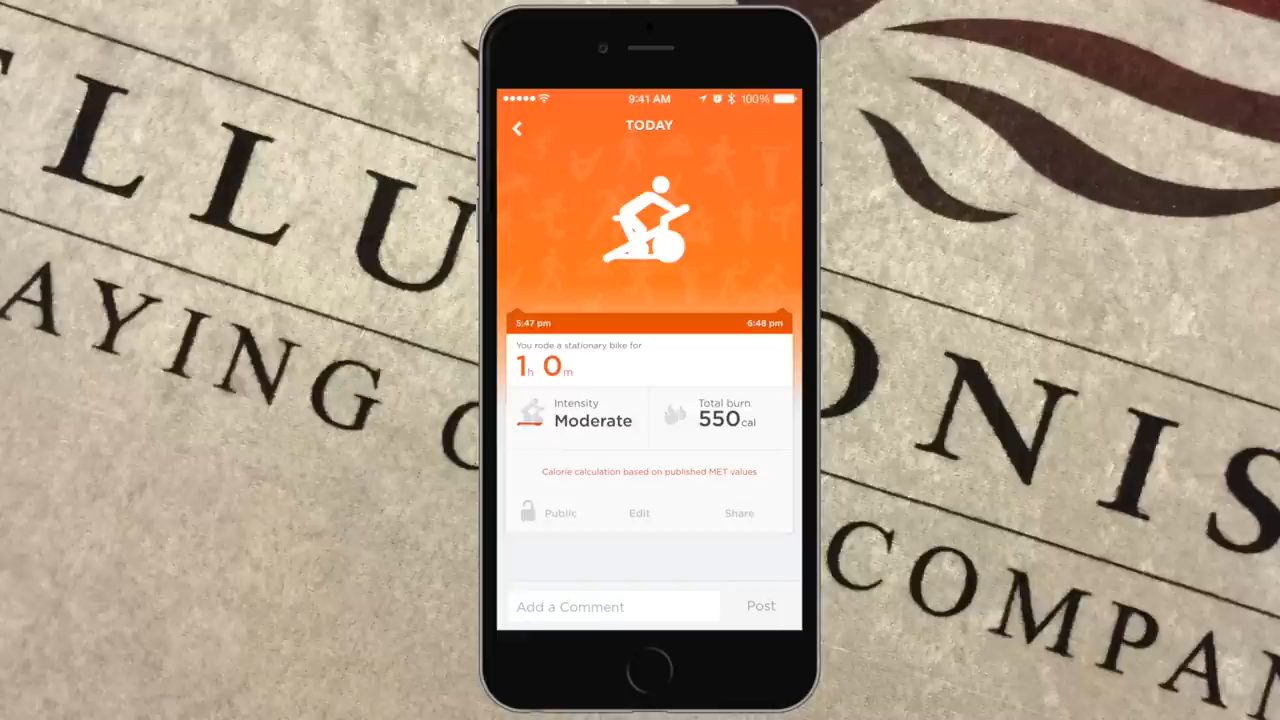 9:41 AM
100%
TODAY
5:47 pm
6:48 pm
You rode a stationary bike for
1h 0m
Intensity
Moderate
Total burn
550cal
Calorie calculation based on published MET values
Public
Edit
Share
Add a Comment
Post
LLU
ONIS
AYING C
COMPA